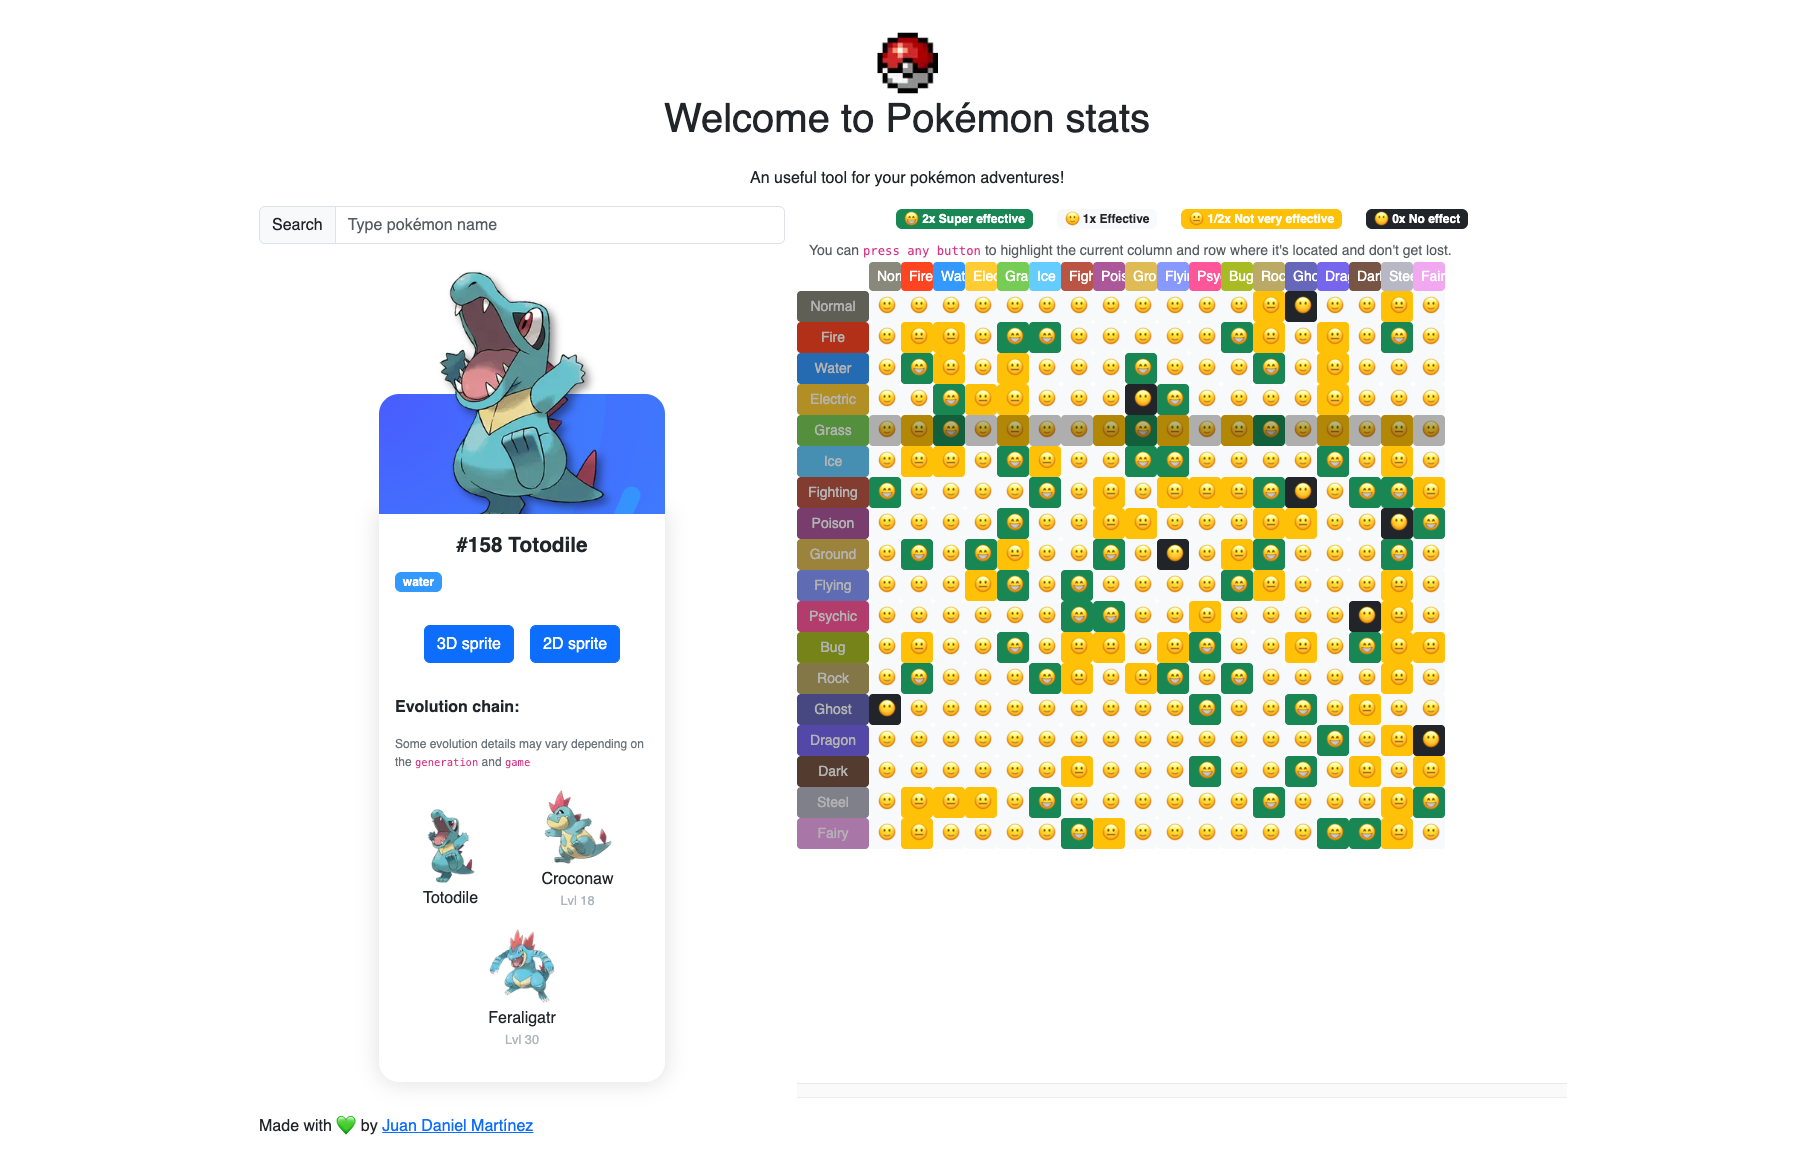 Welcome to Pokémon stats
An useful tool for your pokémon adventures!
Search Type pokémon name
#158 Totodile
water
3D sprite 2D sprite
Evolution chain:
Some evolution details may vary depending on
the generation and game
Totodile
Croconaw
Lvl 18
Feraligatr
Lvl 30
2x Super effective 1x Effective 1/2x Not very effective 0x No effect
You can press any button to highlight the current column and row where it's located and don't get lost.
Nor Fire Wat Elec Gra Ice Figh Pois Gro Flyi Psy Bug Roc Gho Dra Dark Stee Fair
Normal
Fire
Water
Electric
Grass
Ice
Fighting
Poison
Ground
Flying
Psychic
Bug
Rock
Ghost
Dragon
Dark
Steel
Fairy
Made with 💚 by Juan Daniel Martínez